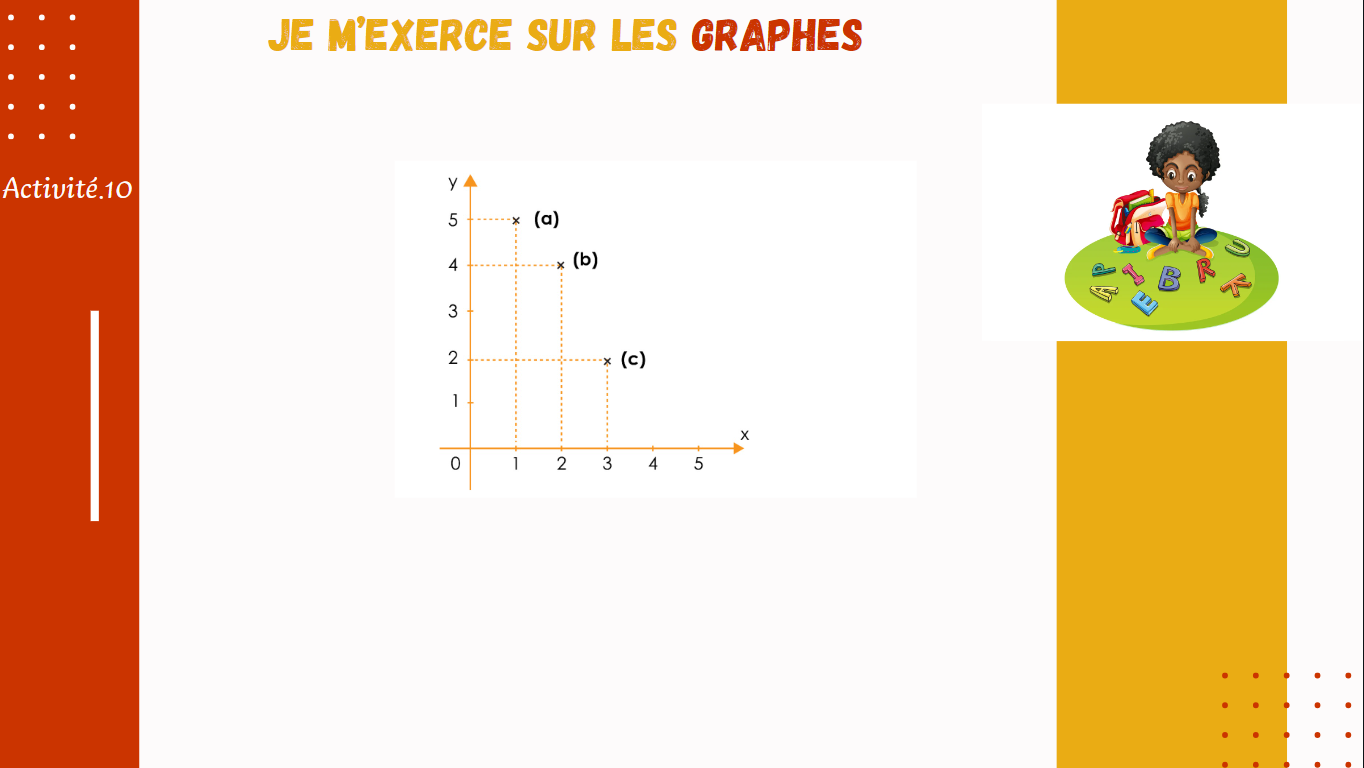 JE M'EXERCE SUR LES GRAPHES
Activité.10
y
5
(a)
4
(b)
3
2
(c)
1
x
0 1 2 3 4 5
A P I E B R K U